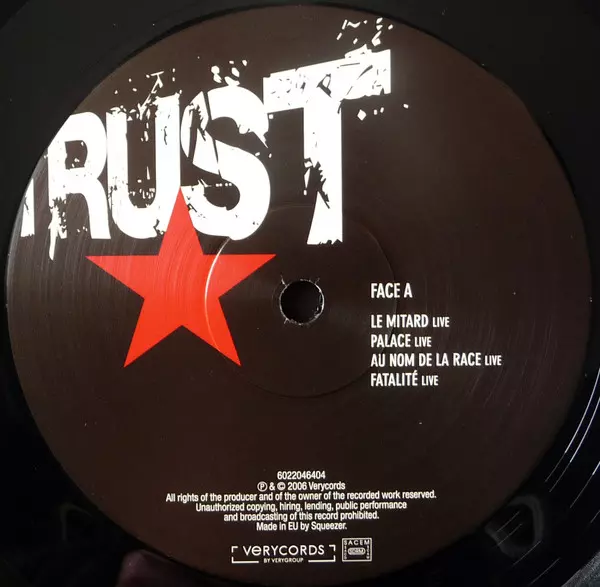 TRUST
FACE A
LE MITARD LIVE
PALACE LIVE
AU NOM DE LA RACE LIVE
FATALITÉ LIVE
6022046404
Ⓟ & © 2006 Verycords
All rights of the producer and of the owner of the recorded work reserved.
Unauthorized copying, hiring, lending, public performance
and broadcasting of this record prohibited.
Made in EU by Squeezer.
VERYCORDS
BY VERYGROUP
SACEM